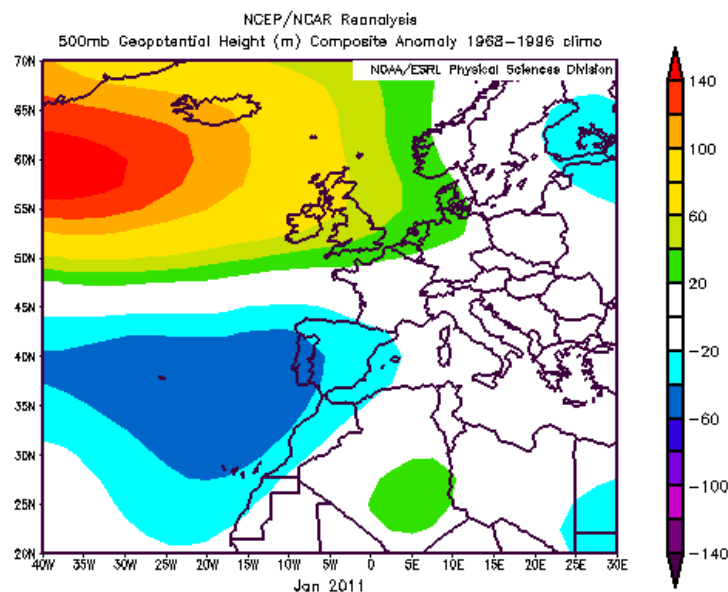 NCEP/NCAR Reanalysis
500mb Geopotential Height (m) Composite Anomaly 1968-1996 climo
NOAA/ESRL Physical Sciences Division
70N
65N
60N
55N
50N
45N
40N
35N
30N
25N
20N
40W 35W 30W 25W 20W 15W 10W 5W 0 5E 10E 15E 20E 25E 30E
Jan 2011
140
100
60
20
-20
-60
-100
-140